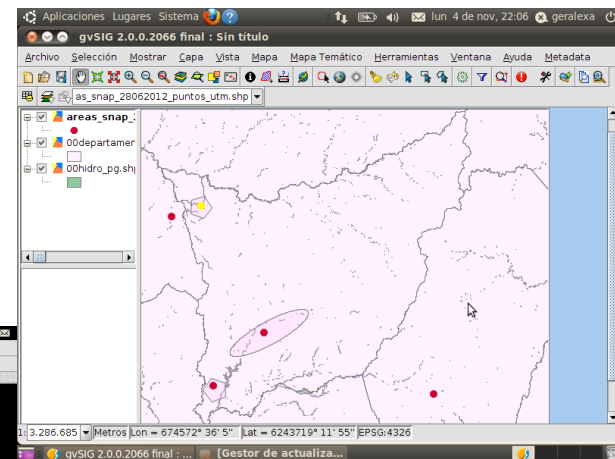 Aplicaciones Lugares Sistema lun 4 de nov, 22:06 geralexa
gvSIG 2.0.0.2066 final : Sin título
Archivo Selección Mostrar Capa Vista Mapa Mapa Temático Herramientas Ventana Ayuda Metadata
as_snap_28062012_puntos_utm.shp
areas_snap_2
00departamen
00hidro_pg.sh
1: 3.286.685 Metros Lon = 674572° 36' 5" Lat = 6243719° 11' 55" EPSG:4326
gvSIG 2.0.0.2066 final : ... [Gestor de actualiza...